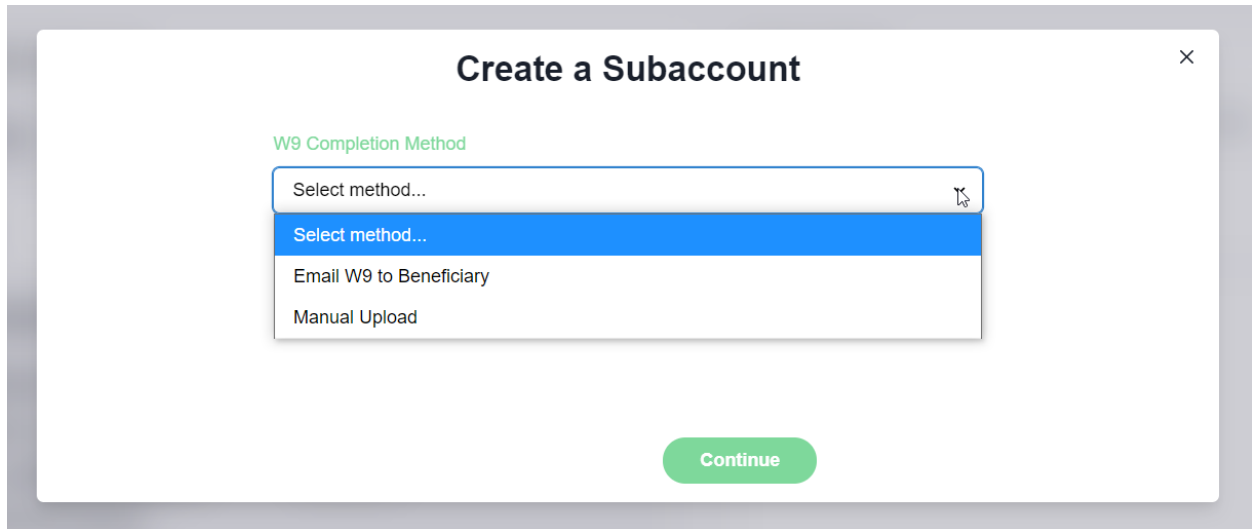 Create a Subaccount
W9 Completion Method
Select method...
Select method...
Email W9 to Beneficiary
Manual Upload
Continue